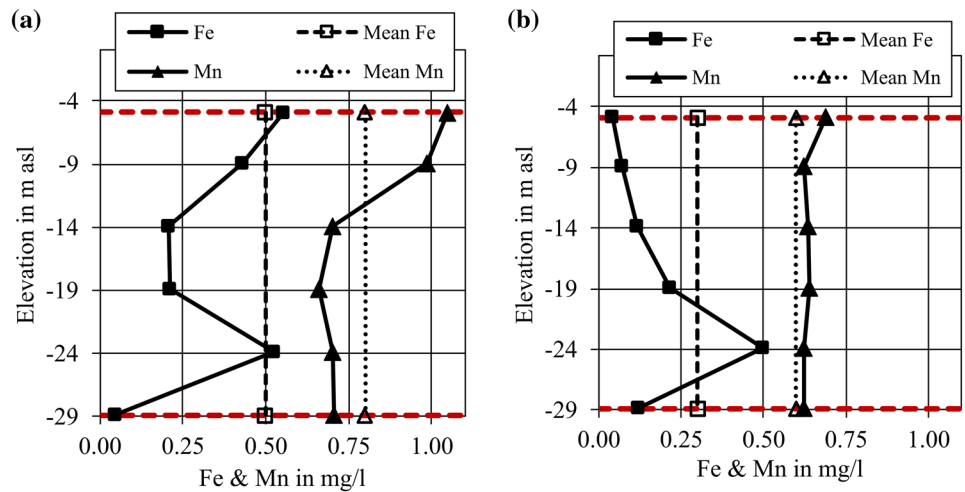 (a)
Fe
Mean Fe
Mn
Mean Mn
-4
-9
-14
-19
-24
-29
Elevation in m asl
0.00
0.25
0.50
0.75
1.00
Fe & Mn in mg/l
(b)
Fe
Mean Fe
Mn
Mean Mn
-4
-9
-14
-19
-24
-29
Elevation in m asl
0.00
0.25
0.50
0.75
1.00
Fe & Mn in mg/l